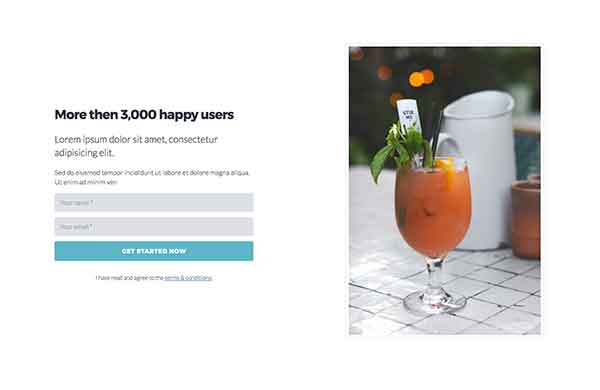 More then 3,000 happy users
Lorem ipsum dolor sit amet, consectetur
adipisicing elit.
Sed do eiusmod tempor incididunt ut labore et dolore magna aliqua.
Ut enim ad minim ven
Your name *
Your email *
GET STARTED NOW
I have read and agree to the terms & conditions.
STIR
ME